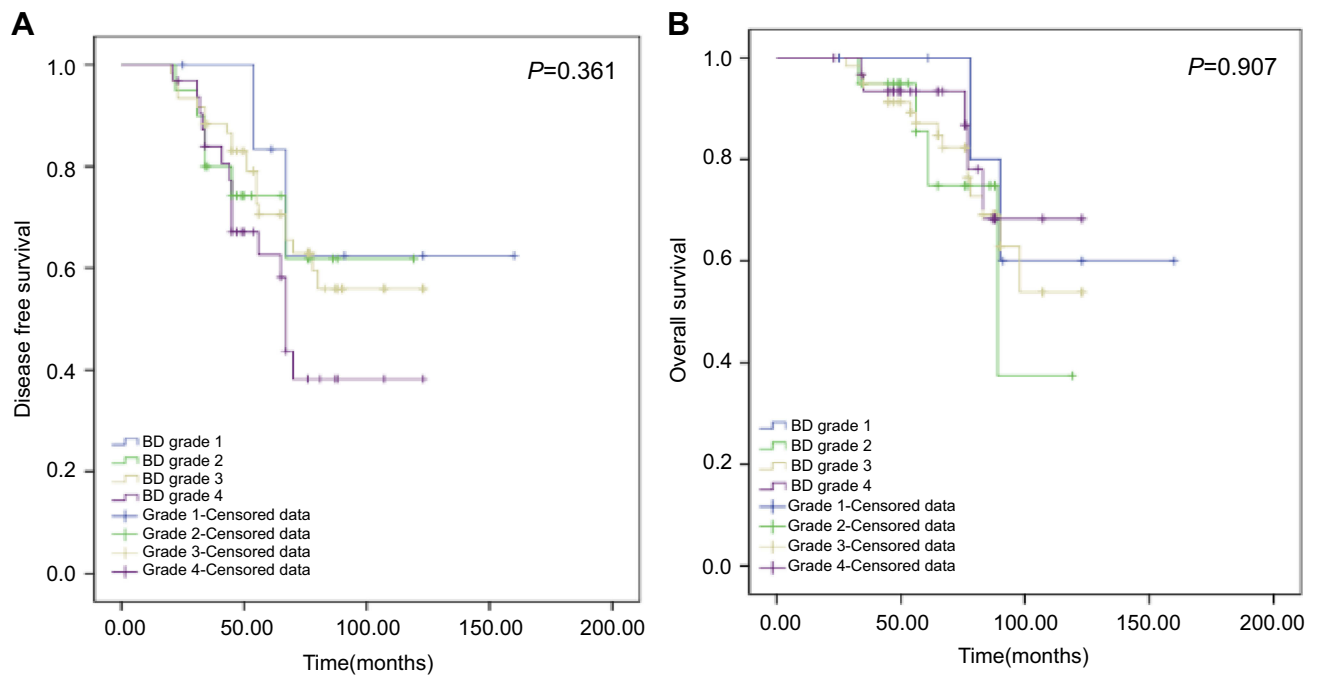 A
P=0.361
Disease free survival
1.0
0.8
0.6
0.4
0.2
0.0
BD grade 1
BD grade 2
BD grade 3
BD grade 4
Grade 1-Censored data
Grade 2-Censored data
Grade 3-Censored data
Grade 4-Censored data
0.00 50.00 100.00 150.00 200.00
Time(months)
B
P=0.907
Overall survival
1.0
0.8
0.6
0.4
0.2
0.0
BD grade 1
BD grade 2
BD grade 3
BD grade 4
Grade 1-Censored data
Grade 2-Censored data
Grade 3-Censored data
Grade 4-Censored data
0.00 50.00 100.00 150.00 200.00
Time(months)